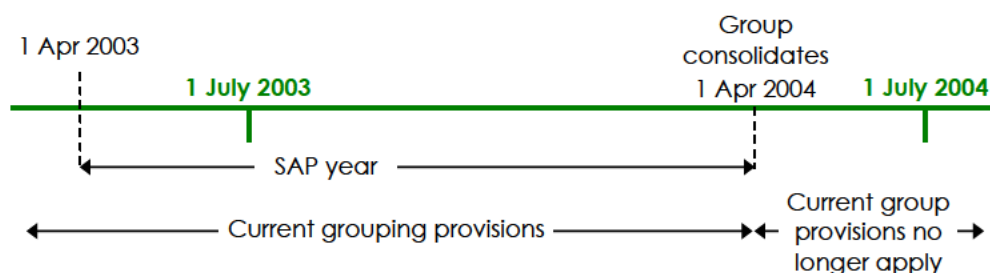 1 Apr 2003
1 July 2003
Group
consolidates
1 Apr 2004
1 July 2004
SAP year
Current grouping provisions
Current group
provisions no
longer apply